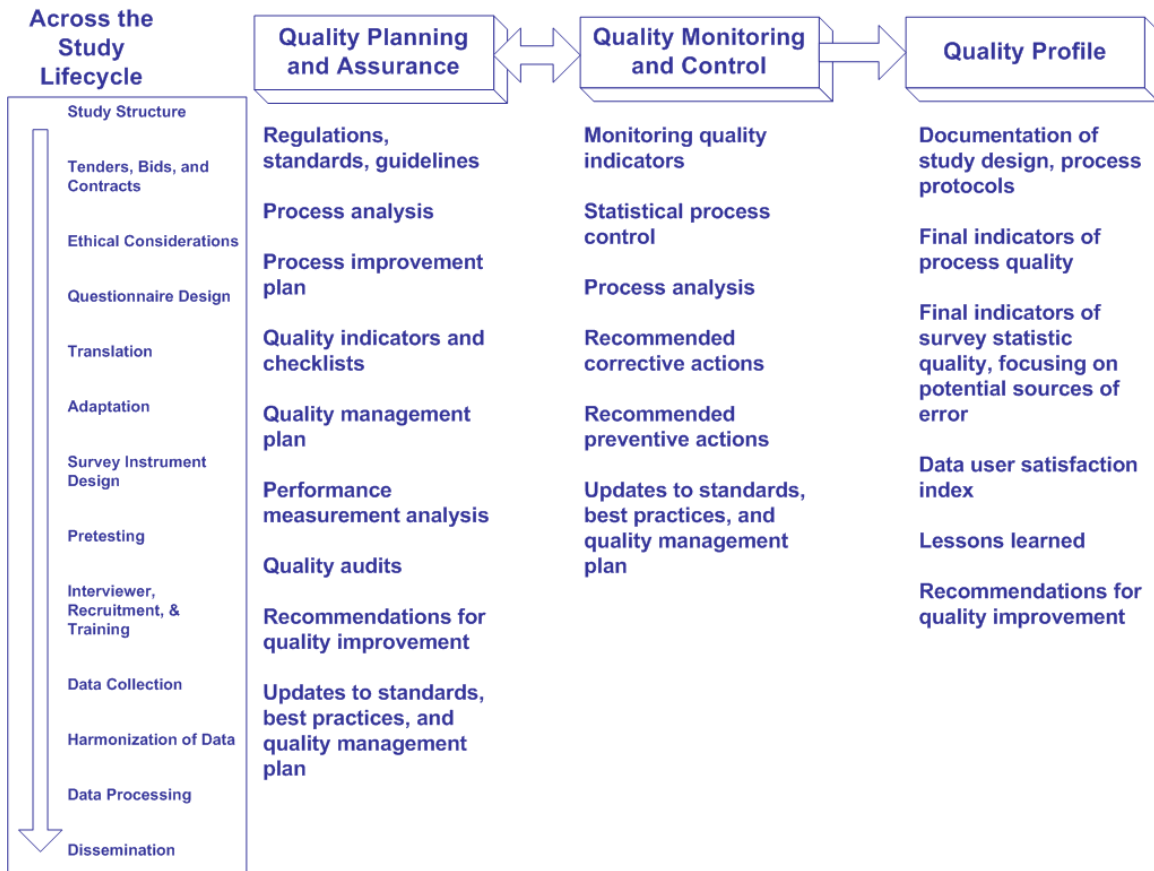 Across the
Study
Lifecycle
Quality Planning
and Assurance
Quality Monitoring
and Control
Quality Profile
Study Structure
Tenders, Bids, and
Contracts
Ethical Considerations
Questionnaire Design
Translation
Adaptation
Survey Instrument
Design
Pretesting
Interviewer,
Recruitment, &
Training
Data Collection
Harmonization of Data
Data Processing
Dissemination
Regulations,
standards, guidelines
Process analysis
Process improvement
plan
Quality indicators and
checklists
Quality management
plan
Performance
measurement analysis
Quality audits
Recommendations for
quality improvement
Updates to standards,
best practices, and
quality management
plan
Monitoring quality
indicators
Statistical process
control
Process analysis
Recommended
corrective actions
Recommended
preventive actions
Updates to standards,
best practices, and
quality management
plan
Documentation of
study design, process
protocols
Final indicators of
process quality
Final indicators of
survey statistic
quality, focusing on
potential sources of
error
Data user satisfaction
index
Lessons learned
Recommendations for
quality improvement